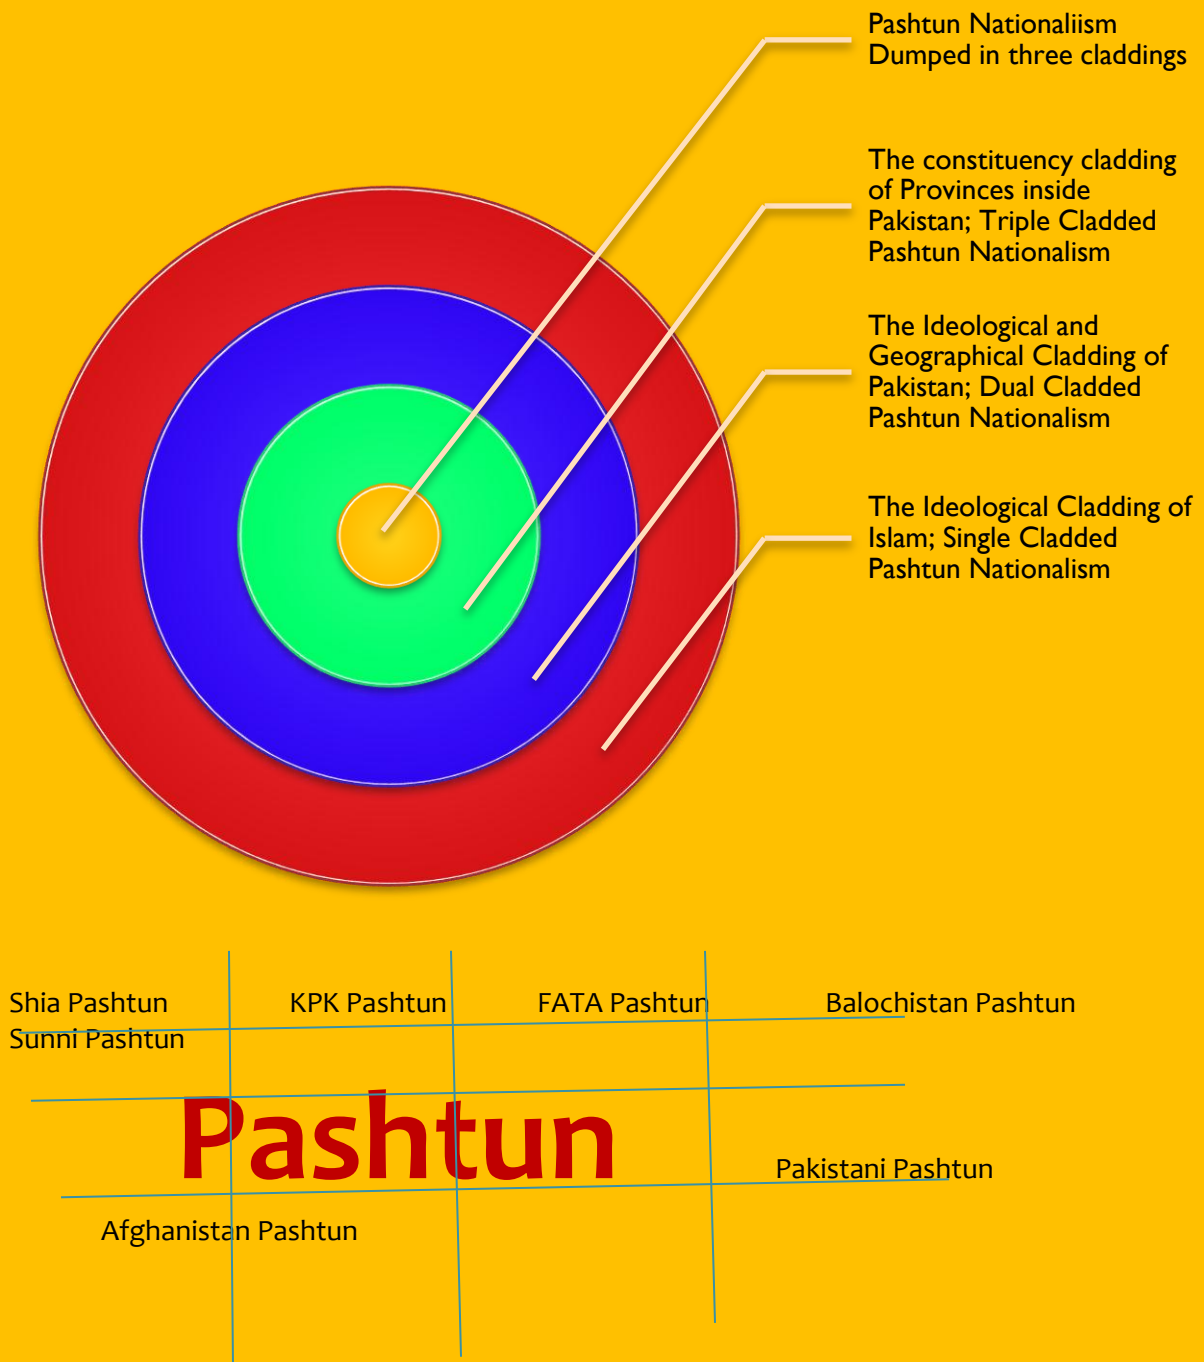 Pashtun Nationaliism
Dumped in three claddings
The constituency cladding
of Provinces inside
Pakistan; Triple Cladded
Pashtun Nationalism
The Ideological and
Geographical Cladding of
Pakistan; Dual Cladded
Pashtun Nationalism
The Ideological Cladding of
Islam; Single Cladded
Pashtun Nationalism
Shia Pashtun KPK Pashtun FATA Pashtun Balochistan Pashtun
Sunni Pashtun
Pashtun
Pakistani Pashtun
Afghanistan Pashtun